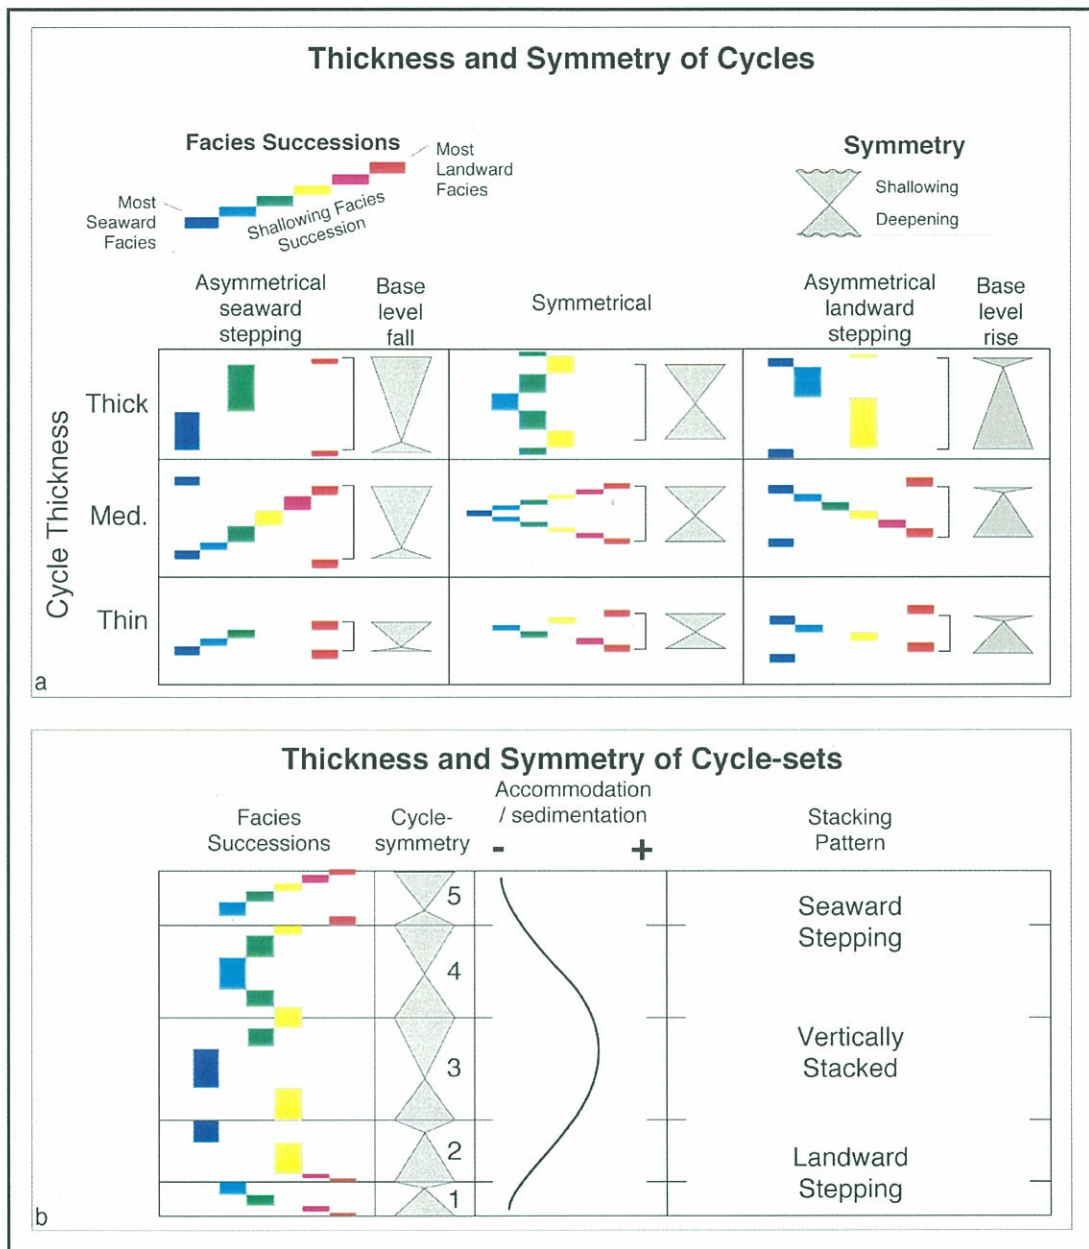 Thickness and Symmetry of Cycles
Facies Successions
Most
Landward
Facies
Most
Seaward
Facies
Shallowing Facies
Succession
Symmetry
Shallowing
Deepening
Asymmetrical
seaward
stepping
Base
level
fall
Symmetrical
Asymmetrical
landward
stepping
Base
level
rise
Cycle Thickness
Thick
Med.
Thin
a
Thickness and Symmetry of Cycle-sets
Facies
Successions
Cycle-
symmetry
Accommodation
/ sedimentation
- +
Stacking
Pattern
5
Seaward
Stepping
4
3
Vertically
Stacked
2
Landward
Stepping
1
b